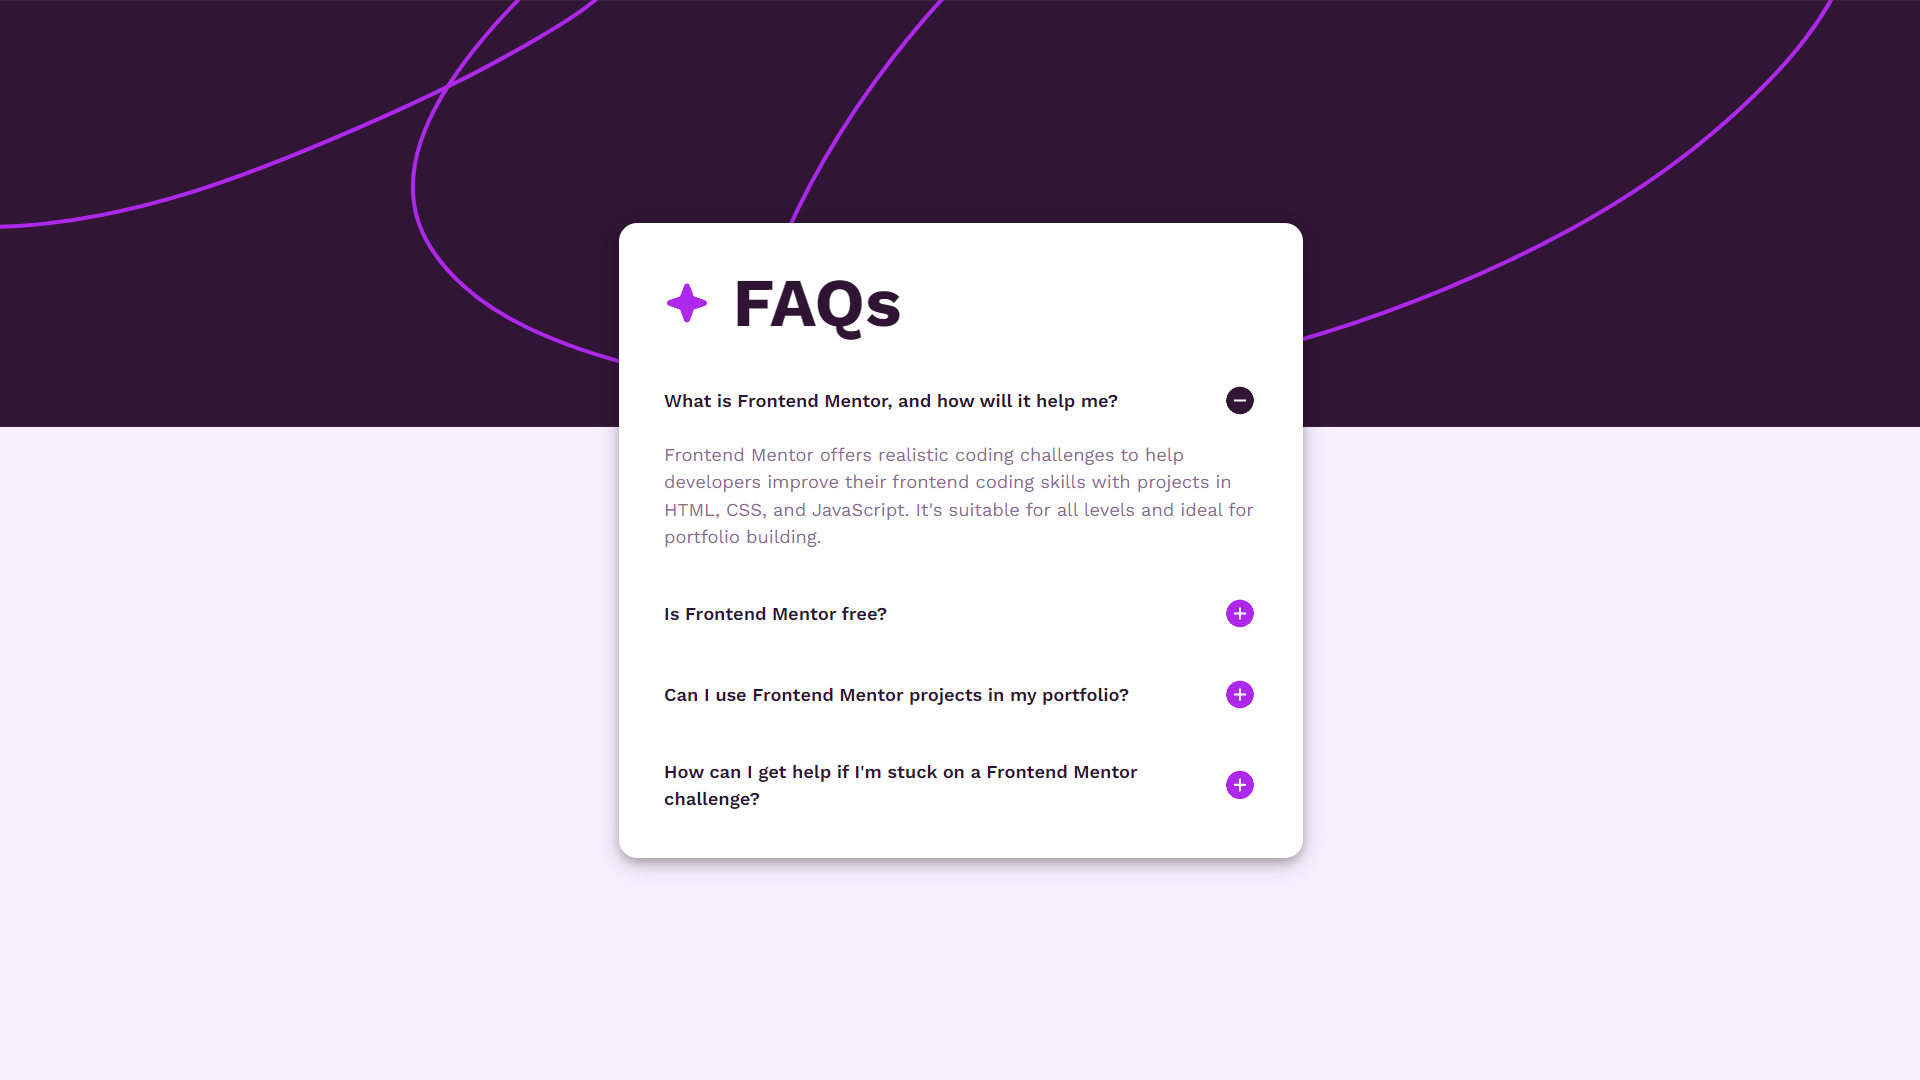 FAQs
What is Frontend Mentor, and how will it help me?
Frontend Mentor offers realistic coding challenges to help
developers improve their frontend coding skills with projects in
HTML, CSS, and JavaScript. It's suitable for all levels and ideal for
portfolio building.
Is Frontend Mentor free?
Can I use Frontend Mentor projects in my portfolio?
How can I get help if I'm stuck on a Frontend Mentor
challenge?